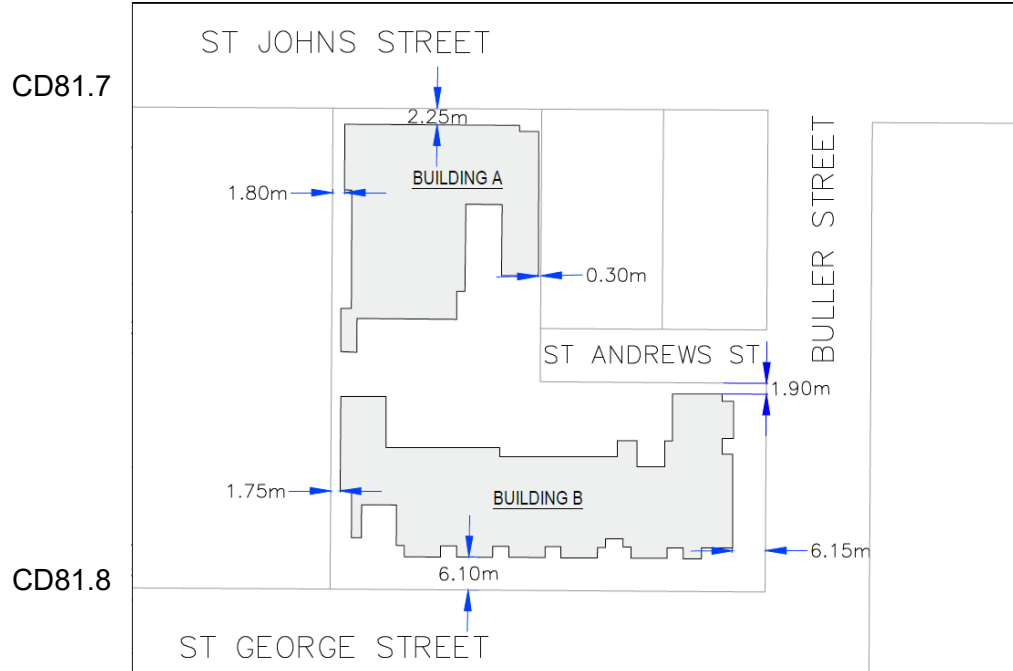 ST JOHNS STREET
CD81.7
2.25m
BULLER STREET
BUILDING A
1.80m
0.30m
ST ANDREWS ST
1.90m
1.75m
BUILDING B
6.15m
6.10m
CD81.8
ST GEORGE STREET